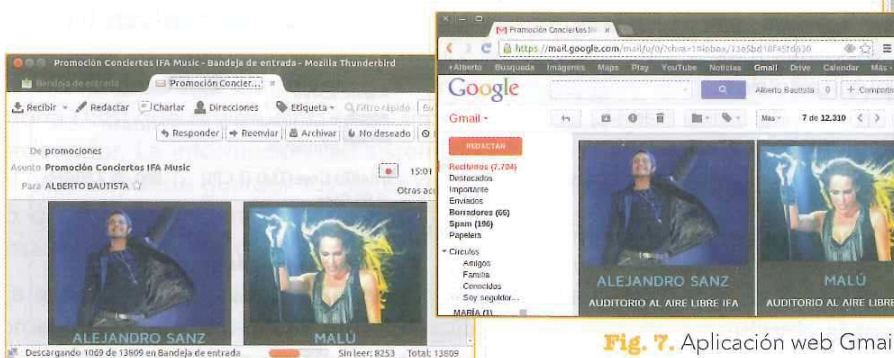 Promoción Conciertos IFA Music - Bandeja de entrada - Mozilla Thunderbird
Bandeja de entrada
Promoción Concier...
Recibir
Redactar
Charlar
Direcciones
Etiqueta
Filtro rápido
Responder
Reenviar
Archivar
No deseado
De promociones
Asunto Promoción Conciertos IFA Music
15:01
Para ALBERTO BAUTISTA
Otras
ALEJANDRO SANZ
MALÚ
Descargando 1069 de 13809 en Bandeja de entrada
Sin leer: 8253 Total: 13809
Promoción Conciertos
https://mail.google.com/mail/u/0/
+Alberto Búsqueda Imágenes Maps Play YouTube Noticias Gmail Drive Calendar Más
Google
Alberto Bautista 0 + Compartir
Gmail
Más
7 de 12.310
REDACTAR
Recibidos (7.704)
Destacados
Importante
Enviados
Borradores (66)
Spam (196)
Papelera
Círculos
Amigos
Familia
Conocidos
Soy seguidor...
MARÍA (1)
ALEJANDRO SANZ
AUDITORIO AL AIRE LIBRE IFA
MALÚ
AUDITORIO AL AIRE LIBRE
Fig. 7. Aplicación web Gmai